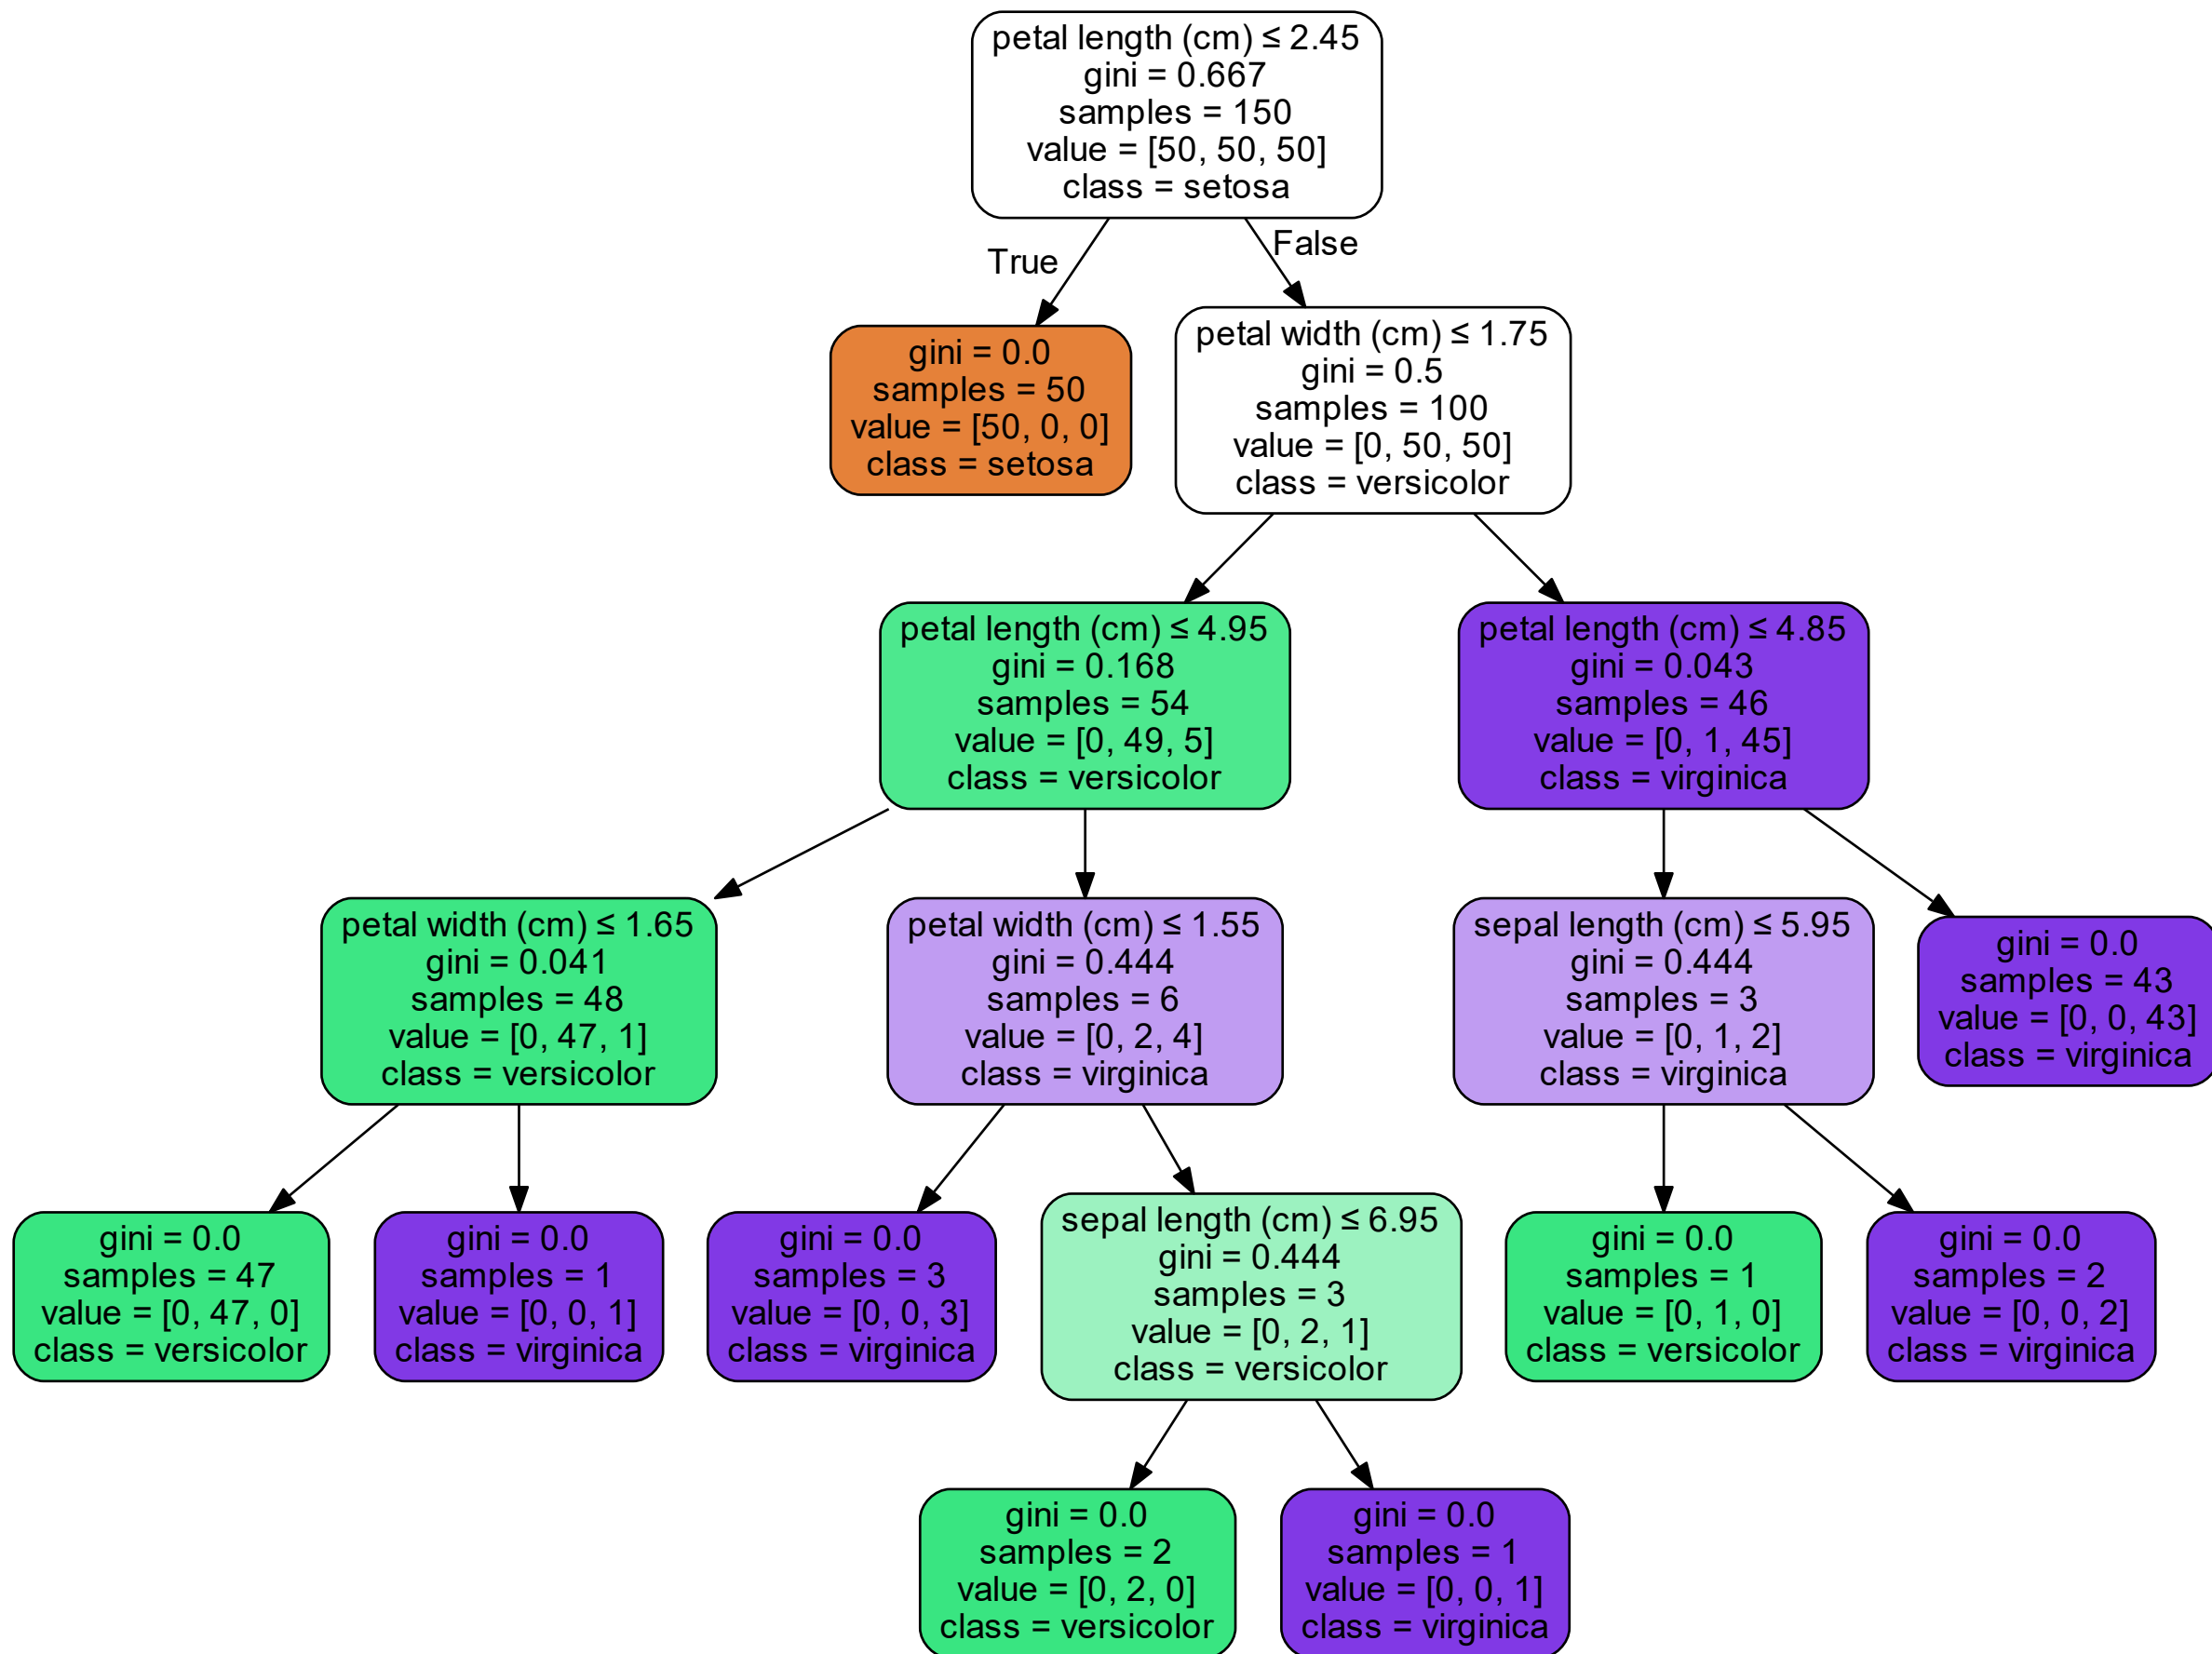 petal length (cm) ≤ 2.45
gini = 0.667
samples = 150
value = [50, 50, 50]
class = setosa
True
False
gini = 0.0
samples = 50
value = [50, 0, 0]
class = setosa
petal width (cm) ≤ 1.75
gini = 0.5
samples = 100
value = [0, 50, 50]
class = versicolor
petal length (cm) ≤ 4.95
gini = 0.168
samples = 54
value = [0, 49, 5]
class = versicolor
petal length (cm) ≤ 4.85
gini = 0.043
samples = 46
value = [0, 1, 45]
class = virginica
petal width (cm) ≤ 1.65
gini = 0.041
samples = 48
value = [0, 47, 1]
class = versicolor
petal width (cm) ≤ 1.55
gini = 0.444
samples = 6
value = [0, 2, 4]
class = virginica
sepal length (cm) ≤ 5.95
gini = 0.444
samples = 3
value = [0, 1, 2]
class = virginica
gini = 0.0
samples = 43
value = [0, 0, 43]
class = virginica
gini = 0.0
samples = 47
value = [0, 47, 0]
class = versicolor
gini = 0.0
samples = 1
value = [0, 0, 1]
class = virginica
gini = 0.0
samples = 3
value = [0, 0, 3]
class = virginica
sepal length (cm) ≤ 6.95
gini = 0.444
samples = 3
value = [0, 2, 1]
class = versicolor
gini = 0.0
samples = 1
value = [0, 1, 0]
class = versicolor
gini = 0.0
samples = 2
value = [0, 0, 2]
class = virginica
gini = 0.0
samples = 2
value = [0, 2, 0]
class = versicolor
gini = 0.0
samples = 1
value = [0, 0, 1]
class = virginica